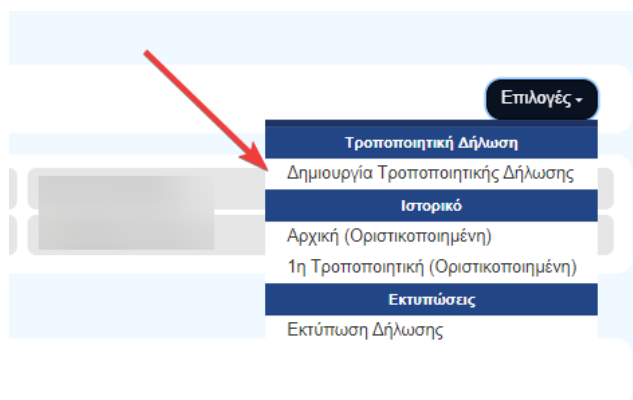 Επιλογές
Τροποποιητική Δήλωση
Δημιουργία Τροποποιητικής Δήλωσης
Ιστορικό
Αρχική (Οριστικοποιημένη)
1η Τροποποιητική (Οριστικοποιημένη)
Εκτυπώσεις
Εκτύπωση Δήλωσης